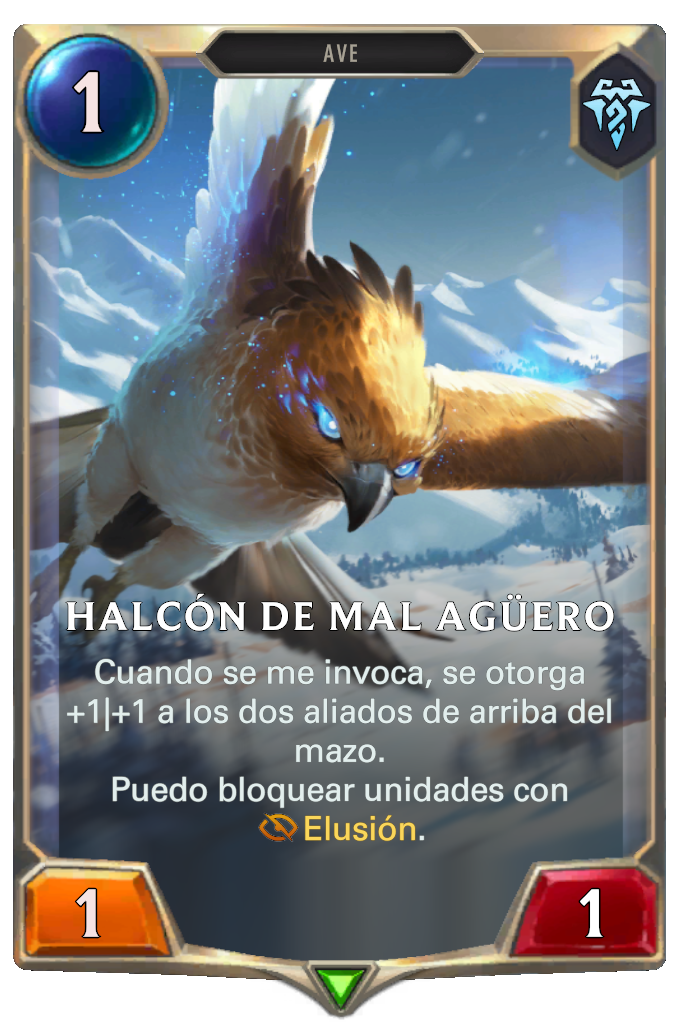 AVE
1
HALCÓN DE MAL AGÜERO
Cuando se me invoca, se otorga
+1|+1 a los dos aliados de arriba del
mazo.
Puedo bloquear unidades con
Elusión.
1
1